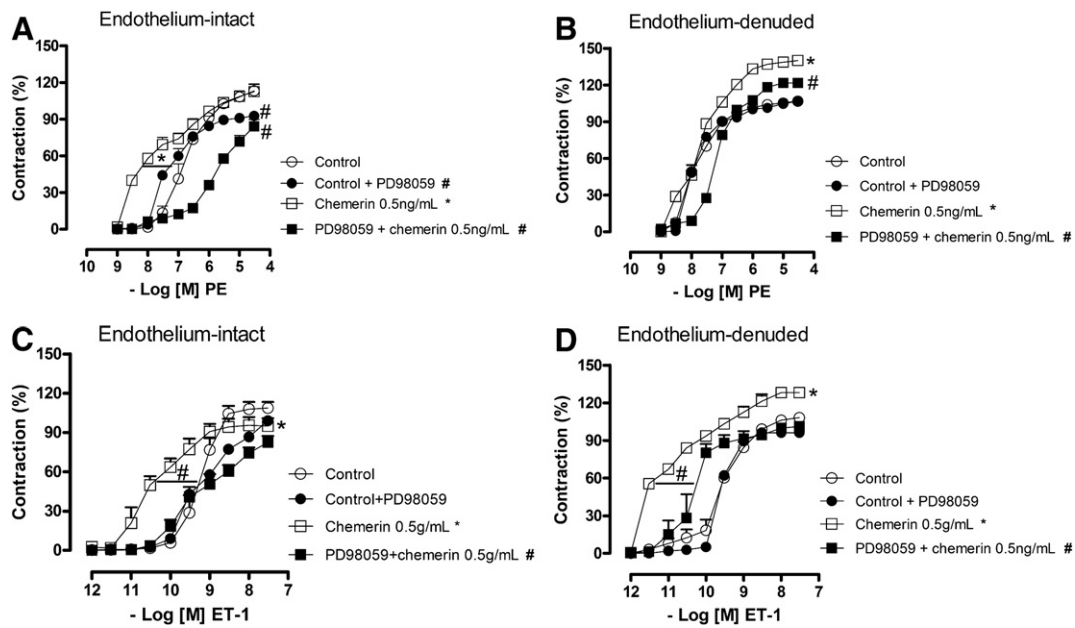 A
Endothelium-intact
Contraction (%)
150
120
90
60
30
0
*
#
#
Control
Control + PD98059 #
Chemerin 0.5ng/mL *
PD98059 + chemerin 0.5ng/mL #
10 9 8 7 6 5 4
- Log [M] PE
B
Endothelium-denuded
Contraction (%)
150
120
90
60
30
0
*
#
Control
Control + PD98059
Chemerin 0.5ng/mL *
PD98059 + chemerin 0.5ng/mL #
10 9 8 7 6 5 4
- Log [M] PE
C
Endothelium-intact
Contraction (%)
150
120
90
60
30
0
#
*
Control
Control+PD98059
Chemerin 0.5g/mL *
PD98059+chemerin 0.5g/mL #
12 11 10 9 8 7
- Log [M] ET-1
D
Endothelium-denuded
Contraction (%)
150
120
90
60
30
0
#
*
Control
Control + PD98059
Chemerin 0.5g/mL *
PD98059 + chemerin 0.5ng/mL #
12 11 10 9 8 7
- Log [M] ET-1